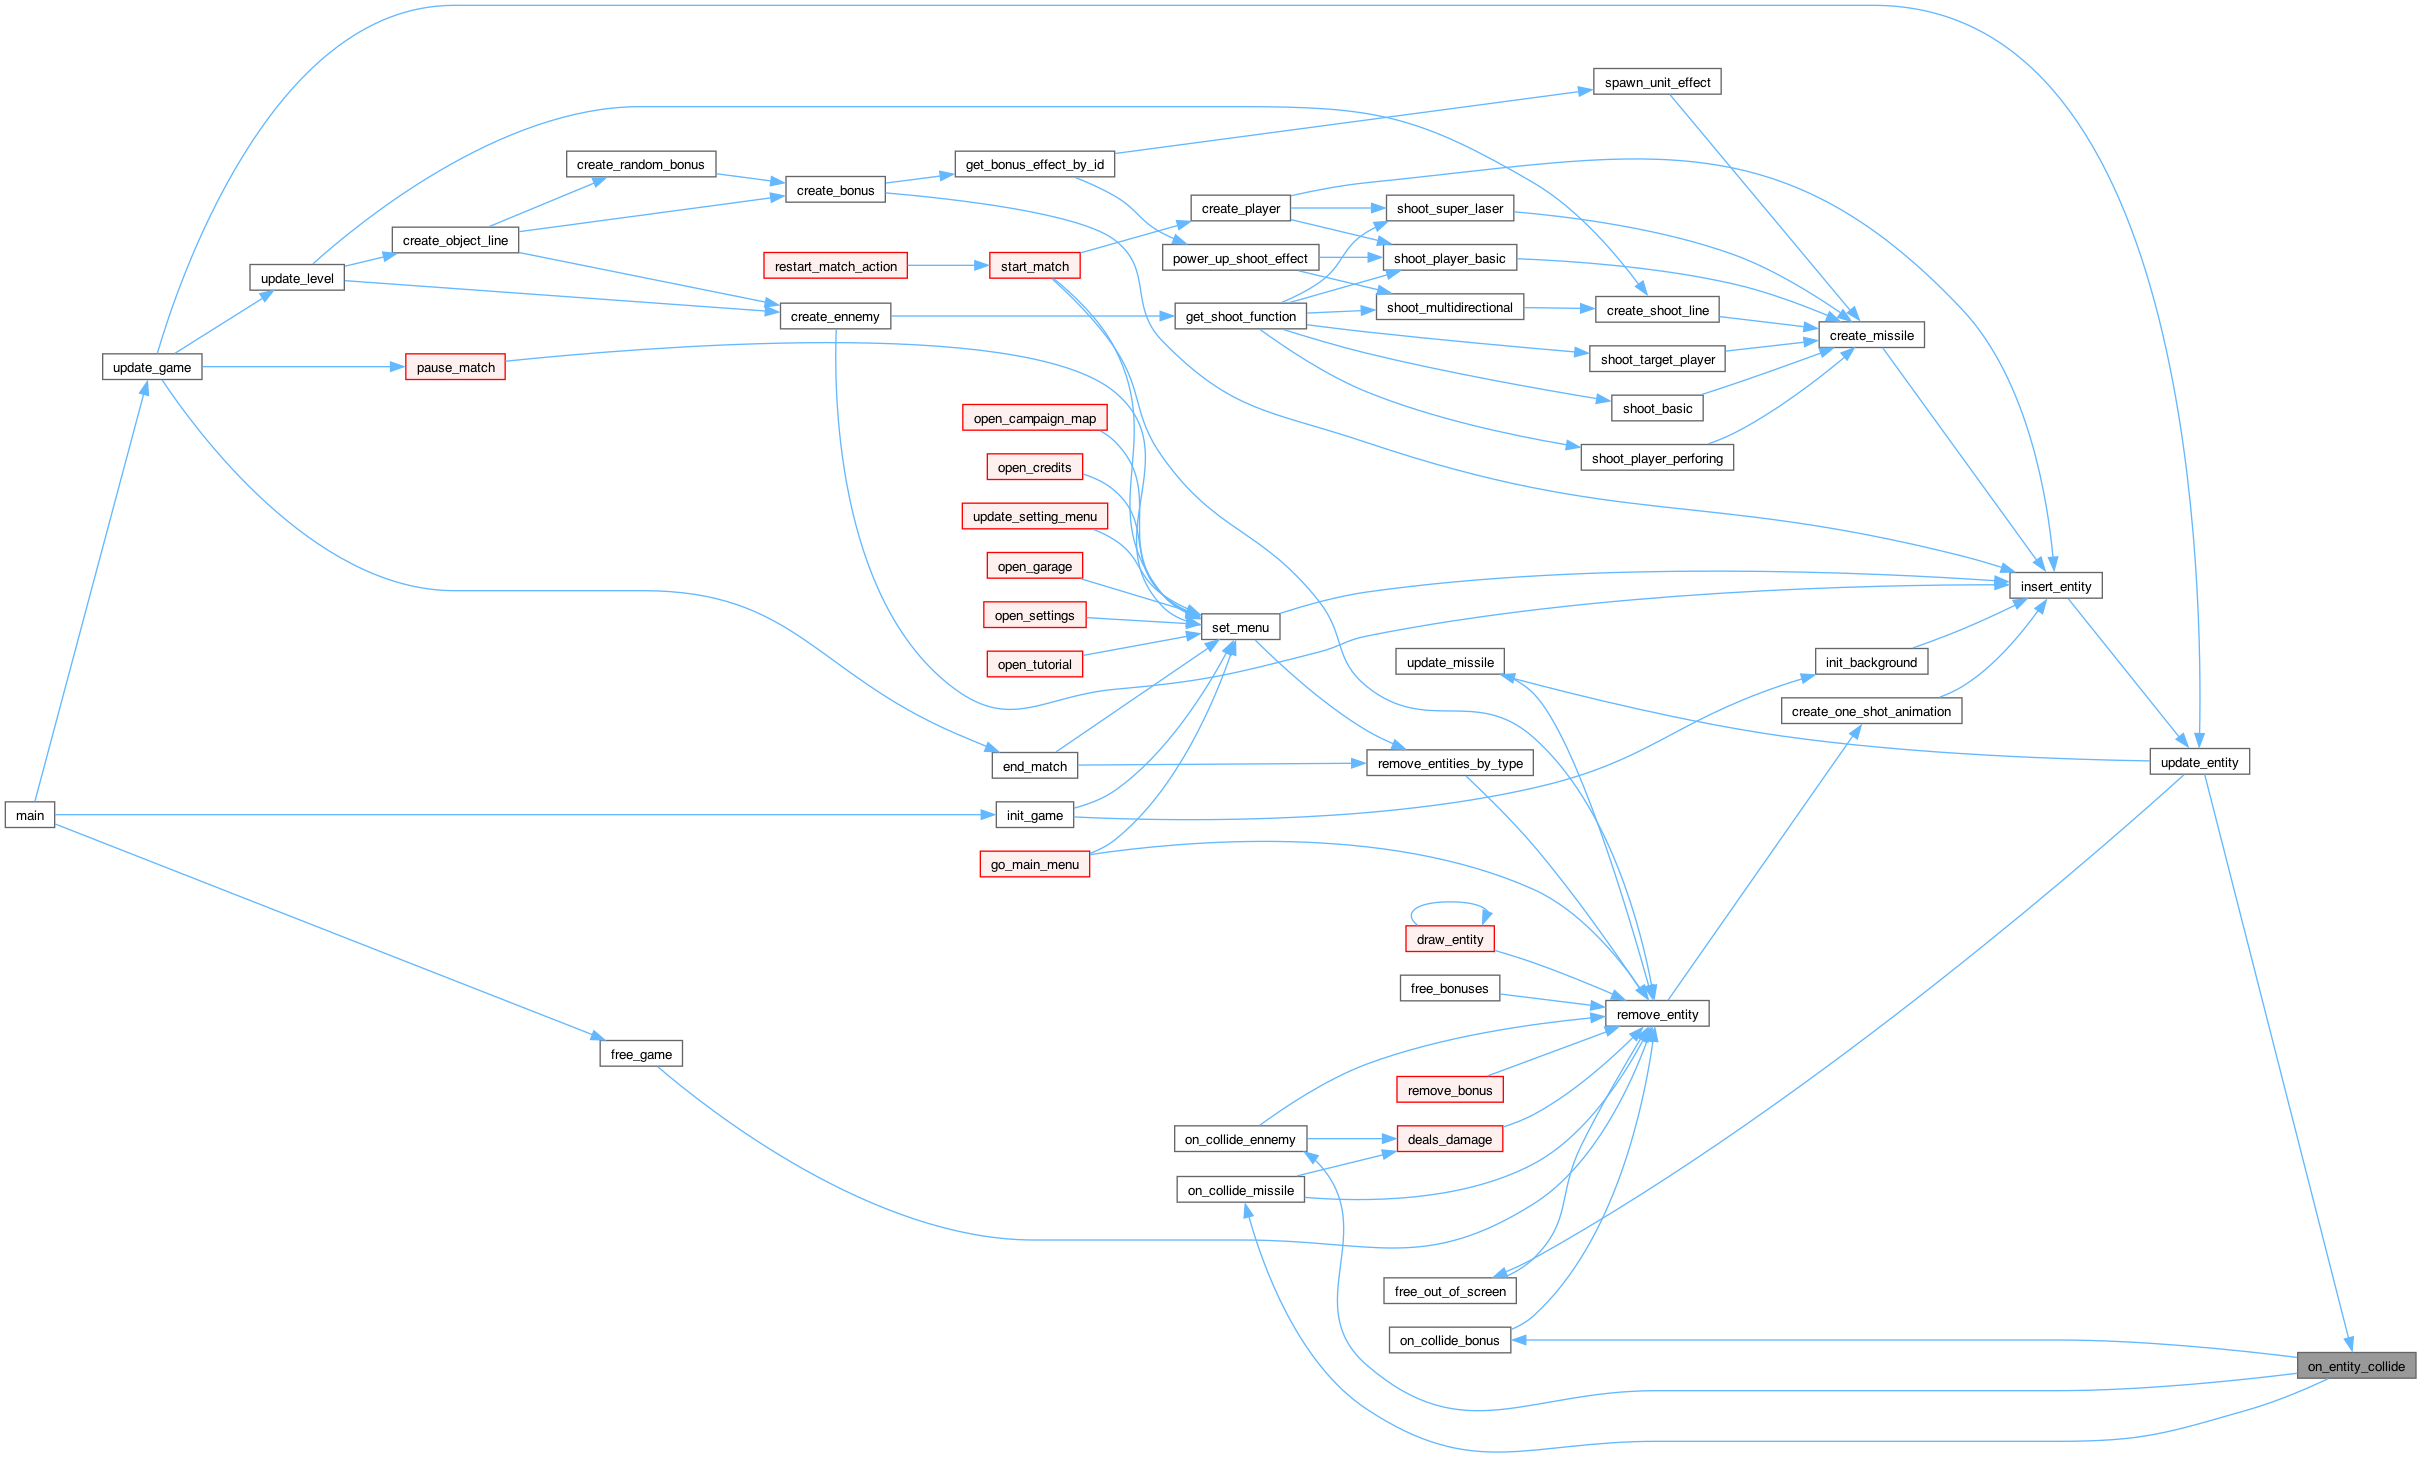 spawn_unit_effect
create_random_bonus
get_bonus_effect_by_id
create_bonus
create_player
shoot_super_laser
create_object_line
power_up_shoot_effect
shoot_player_basic
restart_match_action
start_match
update_level
shoot_multidirectional
create_shoot_line
create_ennemy
get_shoot_function
create_missile
shoot_target_player
update_game
pause_match
shoot_basic
open_campaign_map
shoot_player_perforing
open_credits
update_setting_menu
open_garage
insert_entity
open_settings
set_menu
open_tutorial
update_missile
init_background
create_one_shot_animation
end_match
remove_entities_by_type
update_entity
main
init_game
go_main_menu
draw_entity
free_bonuses
remove_entity
free_game
remove_bonus
on_collide_ennemy
deals_damage
on_collide_missile
free_out_of_screen
on_collide_bonus
on_entity_collide